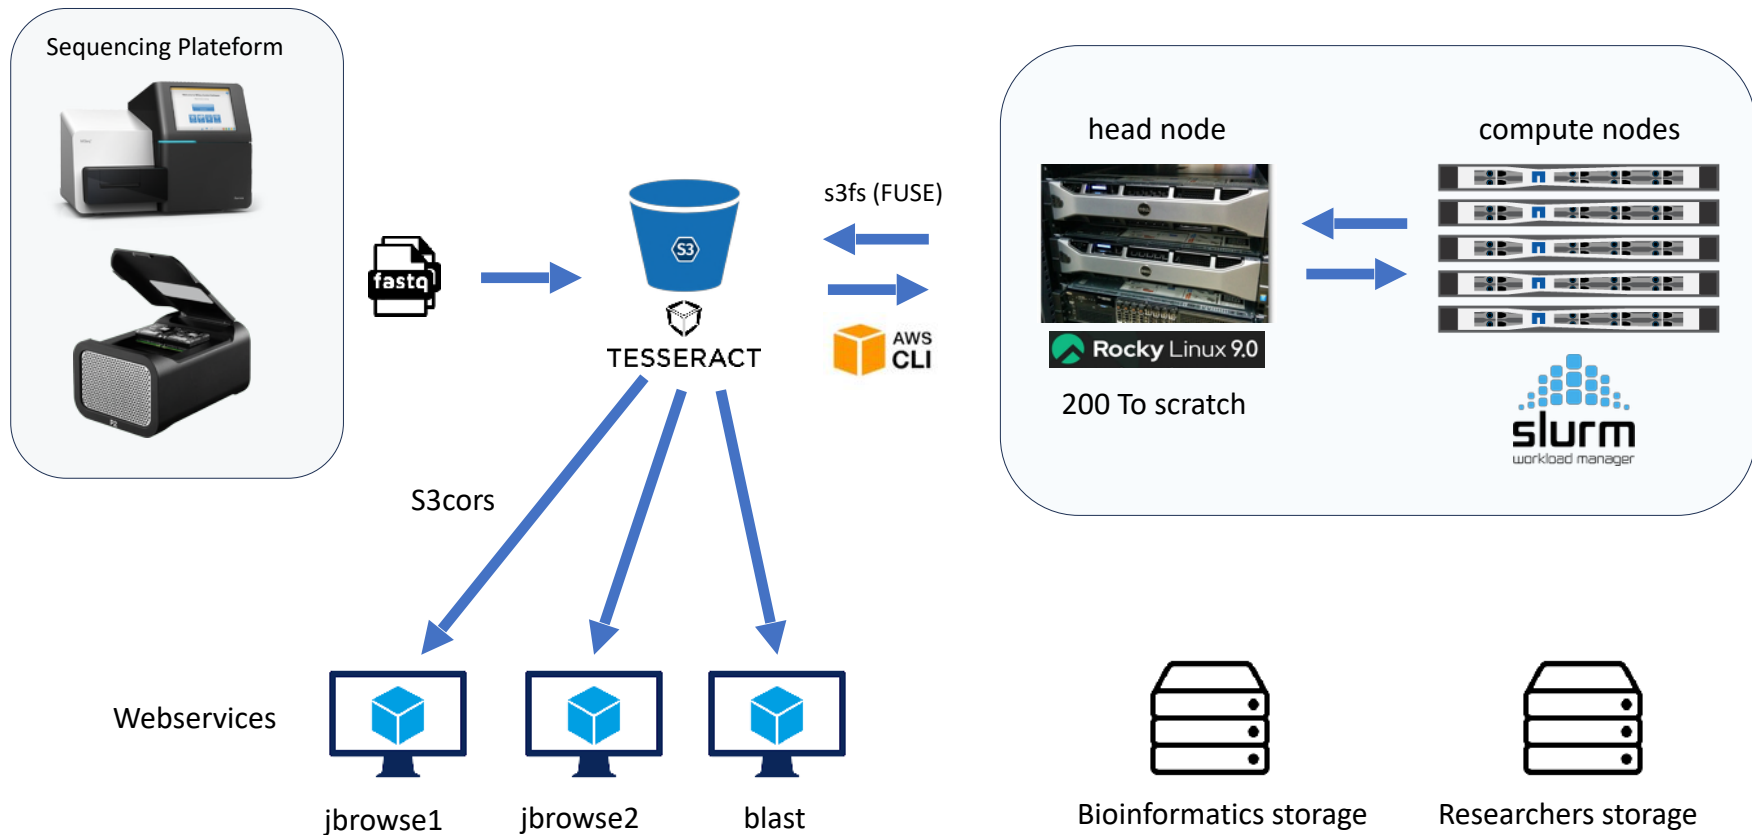 Sequencing Plateform
head node
compute nodes
s3fs (FUSE)
S3
fastq
TESSERACT
AWS
CLI
Rocky Linux 9.0
200 To scratch
slurm
workload manager
S3cors
Webservices
jbrowse1
jbrowse2
blast
Bioinformatics storage
Researchers storage